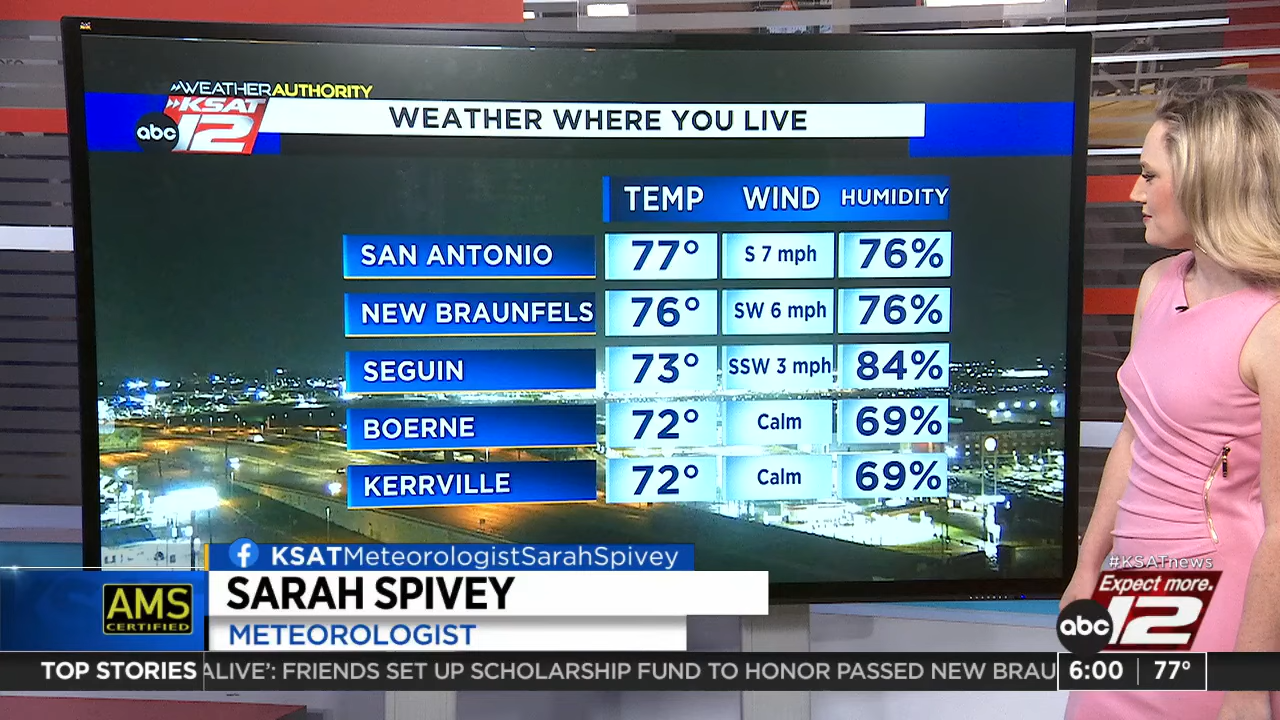 WEATHERAUTHORITY
KSAT
abc 12
WEATHER WHERE YOU LIVE
TEMP WIND HUMIDITY
SAN ANTONIO 77° S 7 mph 76%
NEW BRAUNFELS 76° SW 6 mph 76%
SEGUIN 73° SSW 3 mph 84%
BOERNE 72° Calm 69%
KERRVILLE 72° Calm 69%
KSATMeteorologistSarahSpivey
AMS
CERTIFIED
SARAH SPIVEY
METEOROLOGIST
#KSATnews
Expect more.
abc 12
TOP STORIES ALIVE': FRIENDS SET UP SCHOLARSHIP FUND TO HONOR PASSED NEW BRAU 6:00 77°